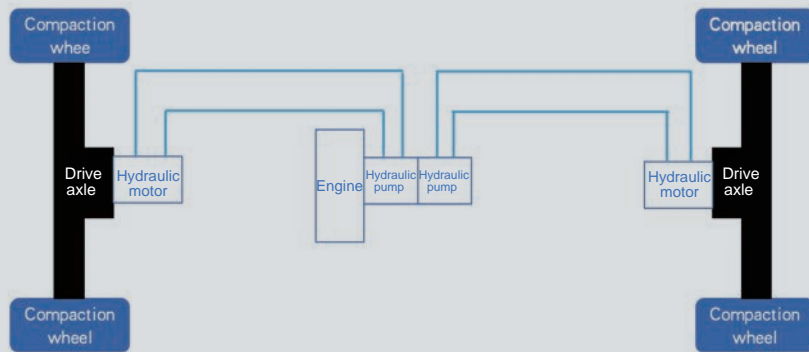 Compaction
whee
Compaction
wheel
Drive
axle
Hydraulic
motor
Engine
Hydraulic
pump
Hydraulic
pump
Hydraulic
motor
Drive
axle
Compaction
wheel
Compaction
wheel